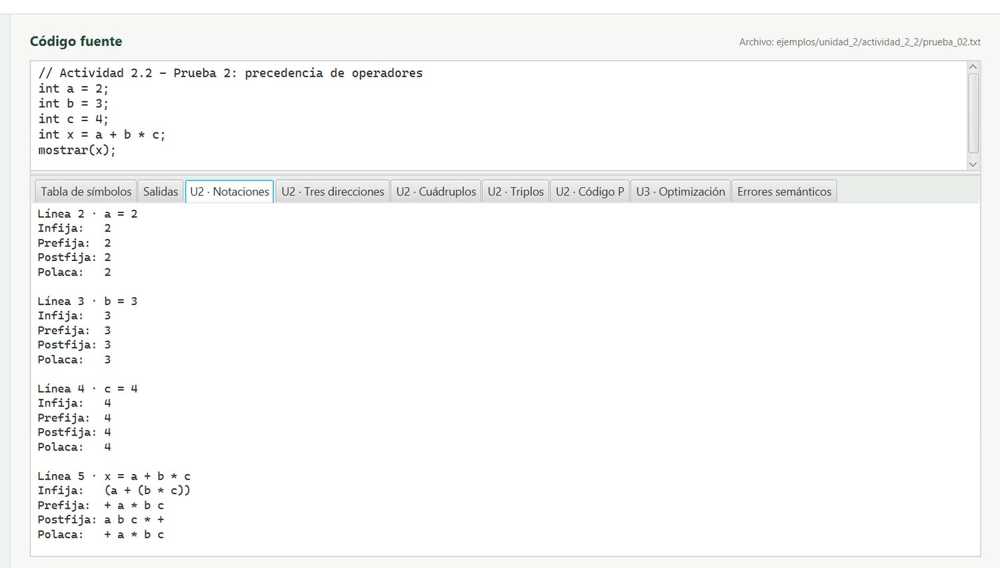 Código fuente
Archivo: ejemplos/unidad_2/actividad_2_2/prueba_02.txt
// Actividad 2.2 – Prueba 2: precedencia de operadores
int a = 2;
int b = 3;
int c = 4;
int x = a + b * c;
mostrar(x);
Tabla de símbolos Salidas U2 · Notaciones U2 · Tres direcciones U2 · Cuádruplos U2 · Triplos U2 · Código P U3 · Optimización Errores semánticos
Línea 2 · a = 2
Infija:   2
Prefija:  2
Postfija: 2
Polaca:   2
Línea 3 · b = 3
Infija:   3
Prefija:  3
Postfija: 3
Polaca:   3
Línea 4 · c = 4
Infija:   4
Prefija:  4
Postfija: 4
Polaca:   4
Línea 5 · x = a + b * c
Infija:   (a + (b * c))
Prefija:  + a * b c
Postfija: a b c * +
Polaca:   + a * b c